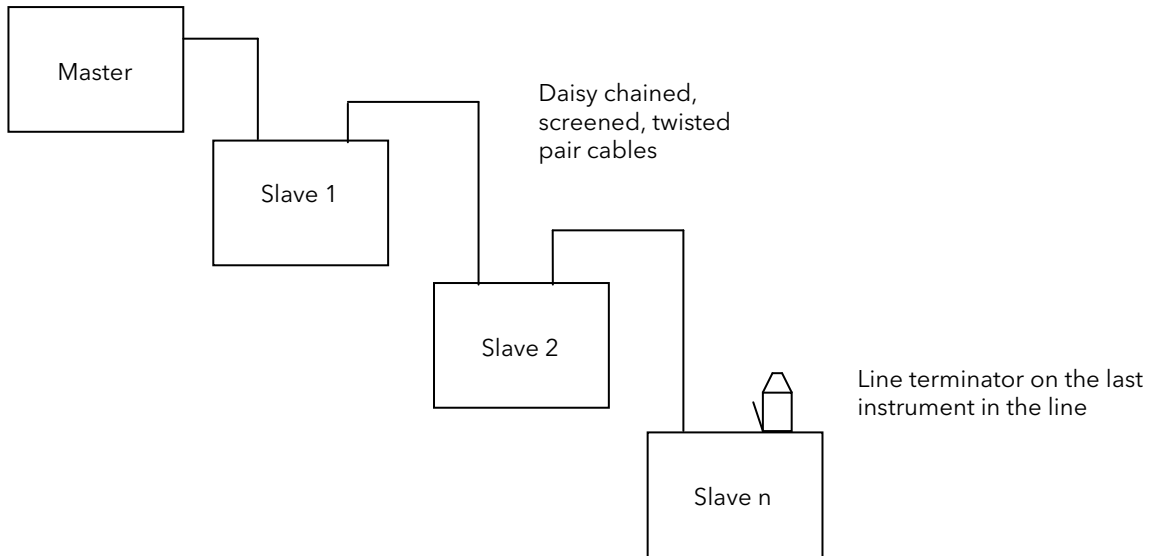 Master
Daisy chained,
screened, twisted
pair cables
Slave 1
Slave 2
Line terminator on the last
instrument in the line
Slave n